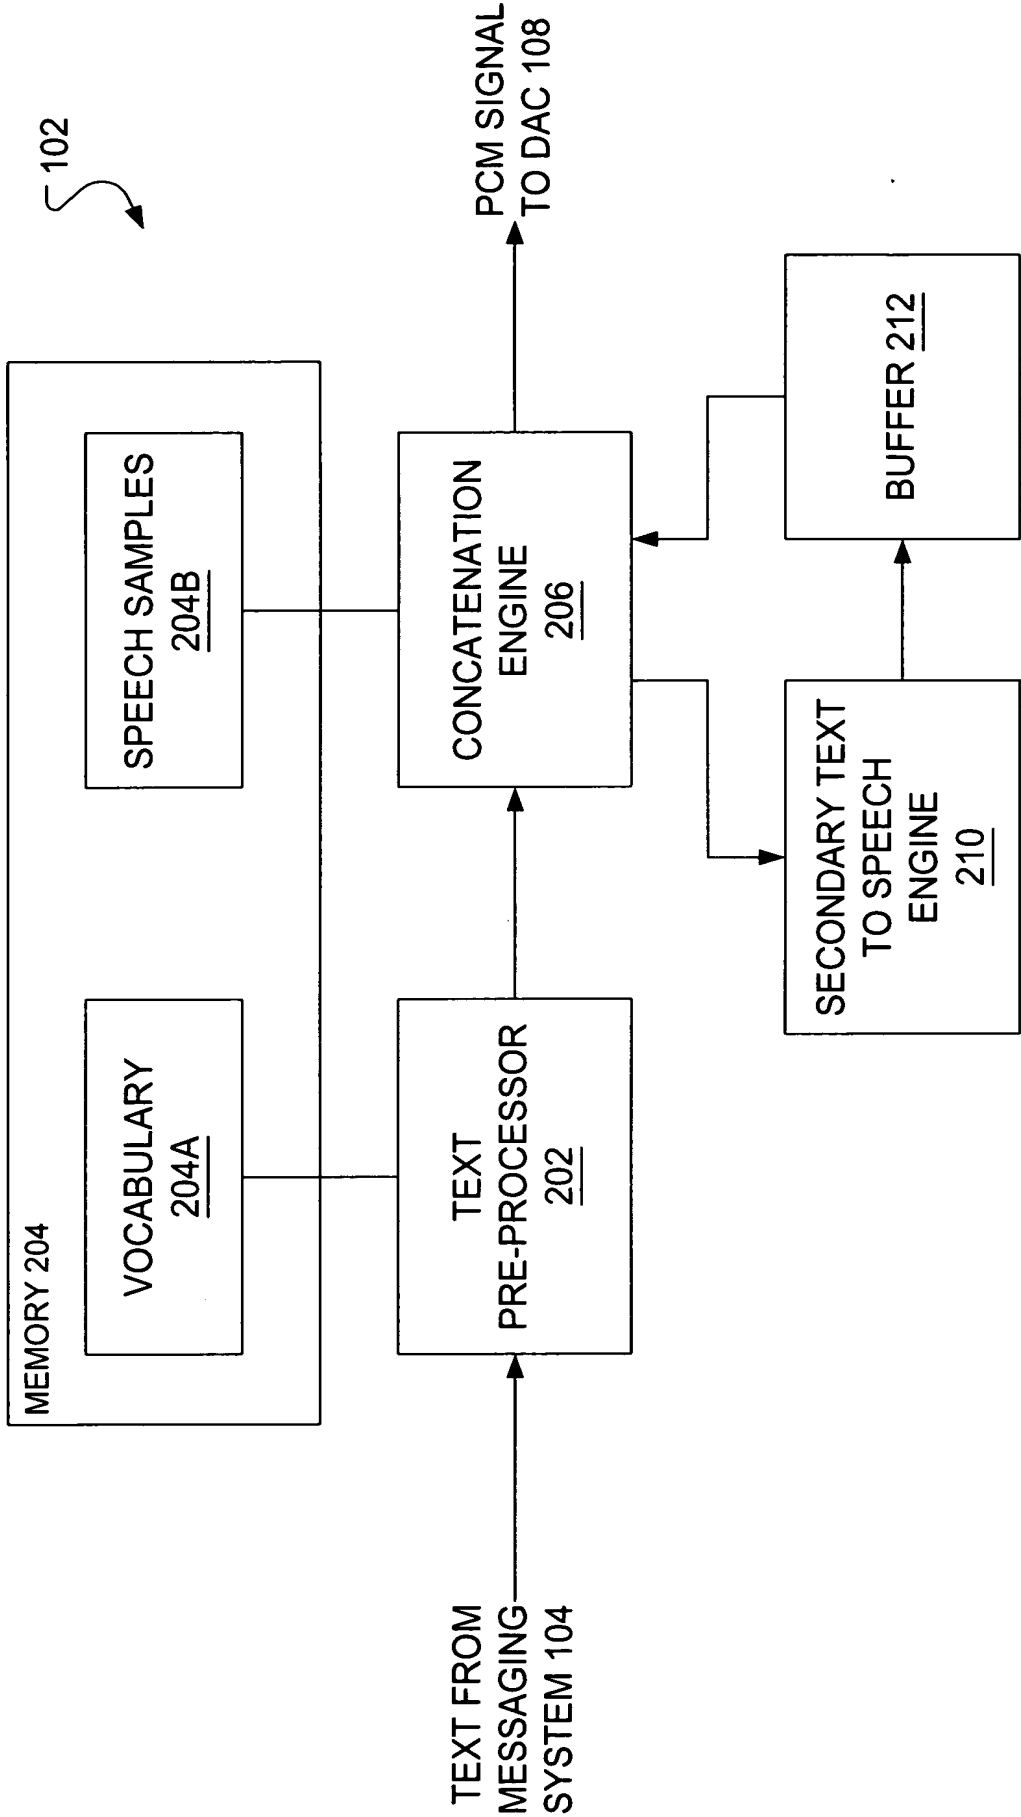 102
MEMORY 204
VOCABULARY
204A
SPEECH SAMPLES
204B
TEXT FROM
MESSAGING
SYSTEM 104
TEXT
PRE-PROCESSOR
202
CONCATENATION
ENGINE
206
PCM SIGNAL
TO DAC 108
SECONDARY TEXT
TO SPEECH
ENGINE
210
BUFFER 212